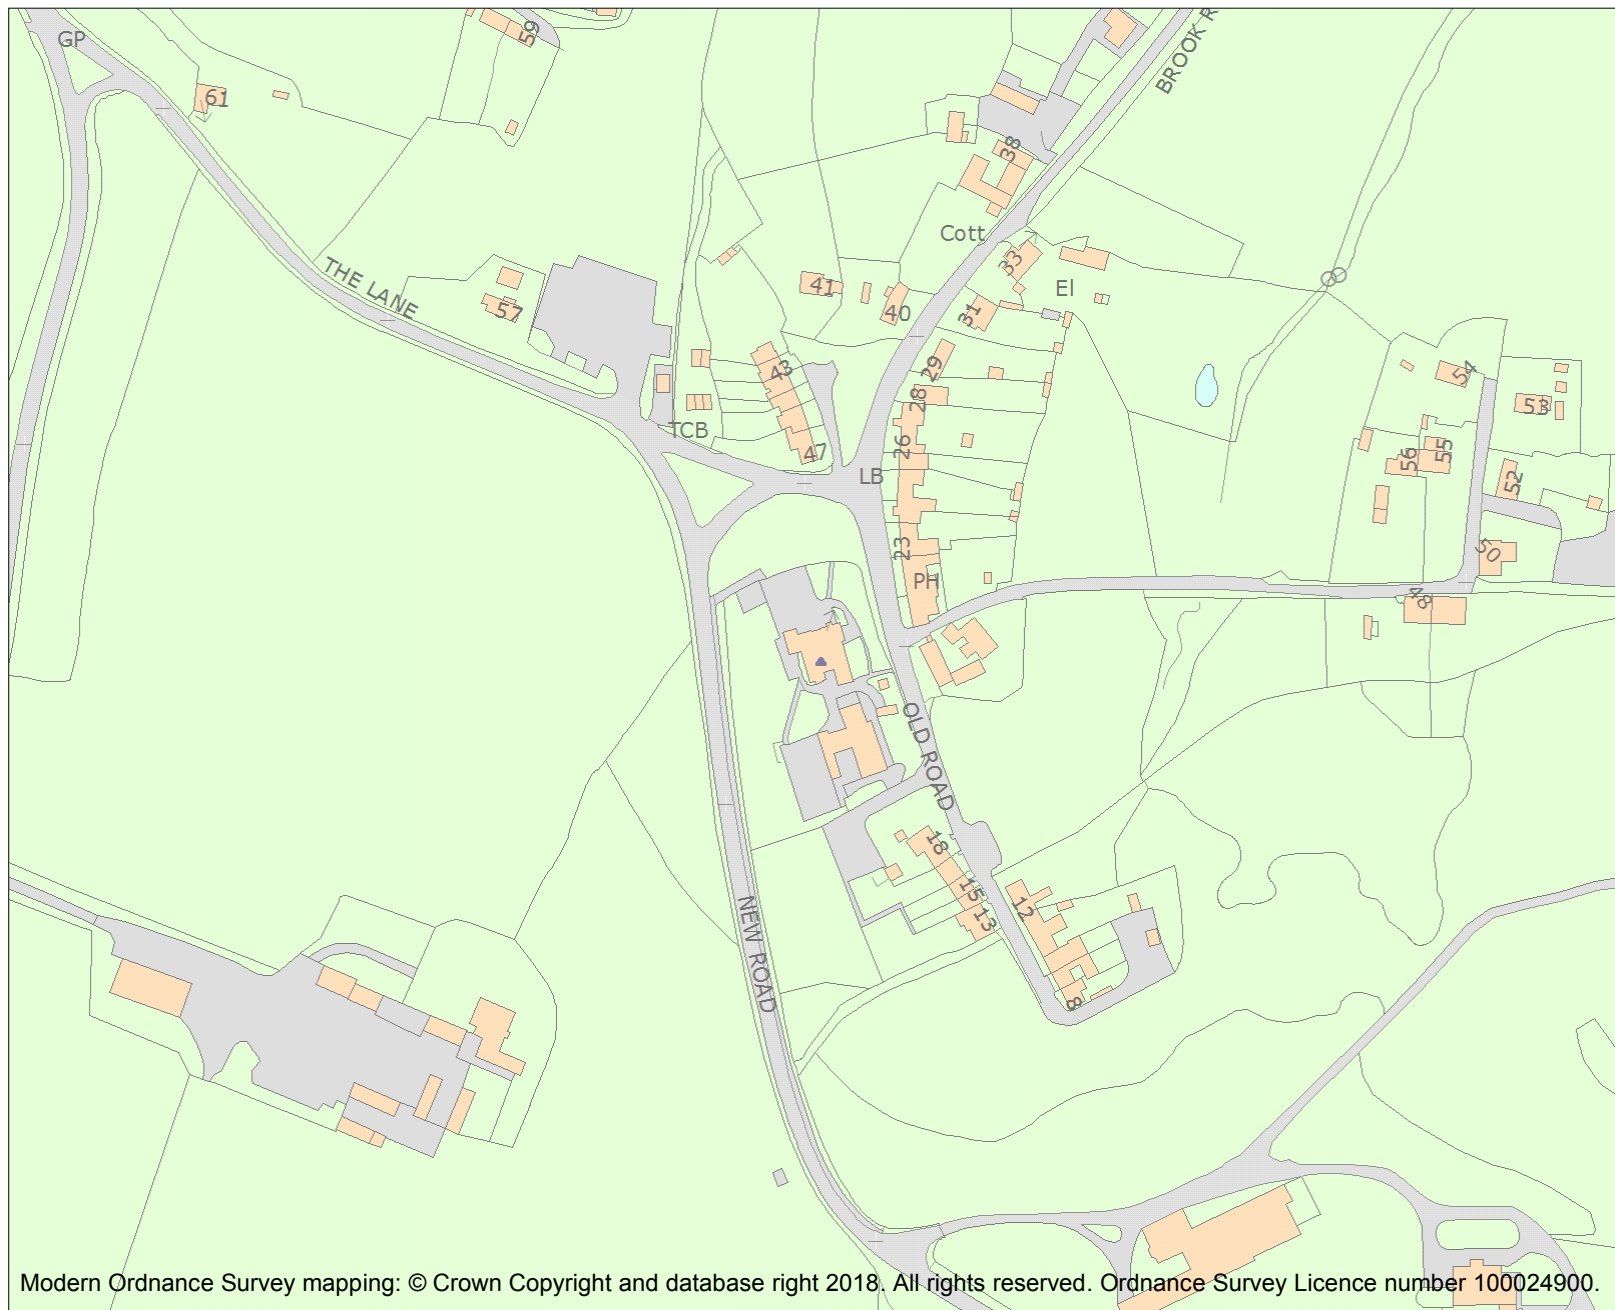 GP
59
61
BROOK R
38
Cott
33
El
THE LANE
57
41
40
31
29
43
28
54
53
TCB
47
26
LB
56
55
52
23
50
PH
48
OLD ROAD
18
15
13
12
8
NEW ROAD
Modern Ordnance Survey mapping: © Crown Copyright and database right 2018. All rights reserved. Ordnance Survey Licence number 100024900.